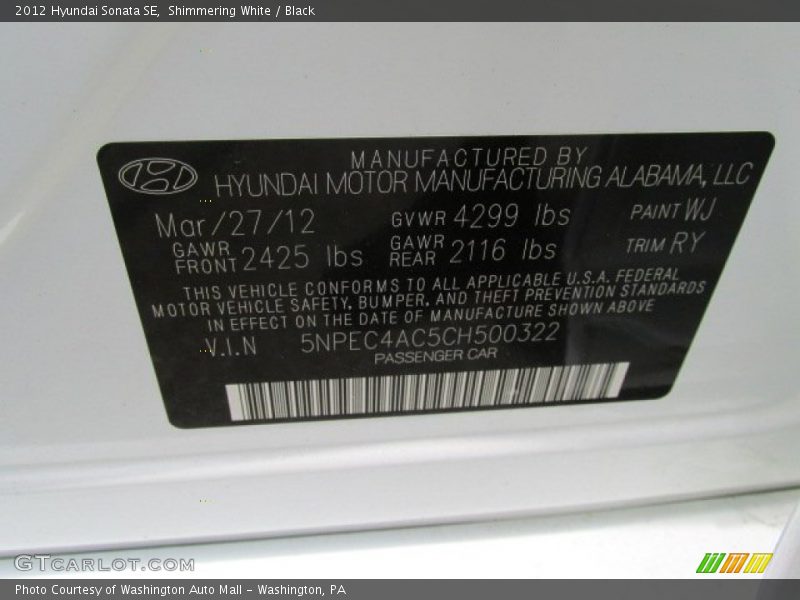 2012 Hyundai Sonata SE,  Shimmering White / Black
MANUFACTURED BY
HYUNDAI MOTOR MANUFACTURING ALABAMA, LLC
Mar/27/12 GVWR 4299 lbs PAINT WJ
GAWR FRONT 2425 lbs GAWR REAR 2116 lbs TRIM RY
THIS VEHICLE CONFORMS TO ALL APPLICABLE U.S.A. FEDERAL
MOTOR VEHICLE SAFETY, BUMPER, AND THEFT PREVENTION STANDARDS
IN EFFECT ON THE DATE OF MANUFACTURE SHOWN ABOVE
V.I.N 5NPEC4AC5CH500322
PASSENGER CAR
GTCARLOT.COM
Photo Courtesy of Washington Auto Mall - Washington, PA